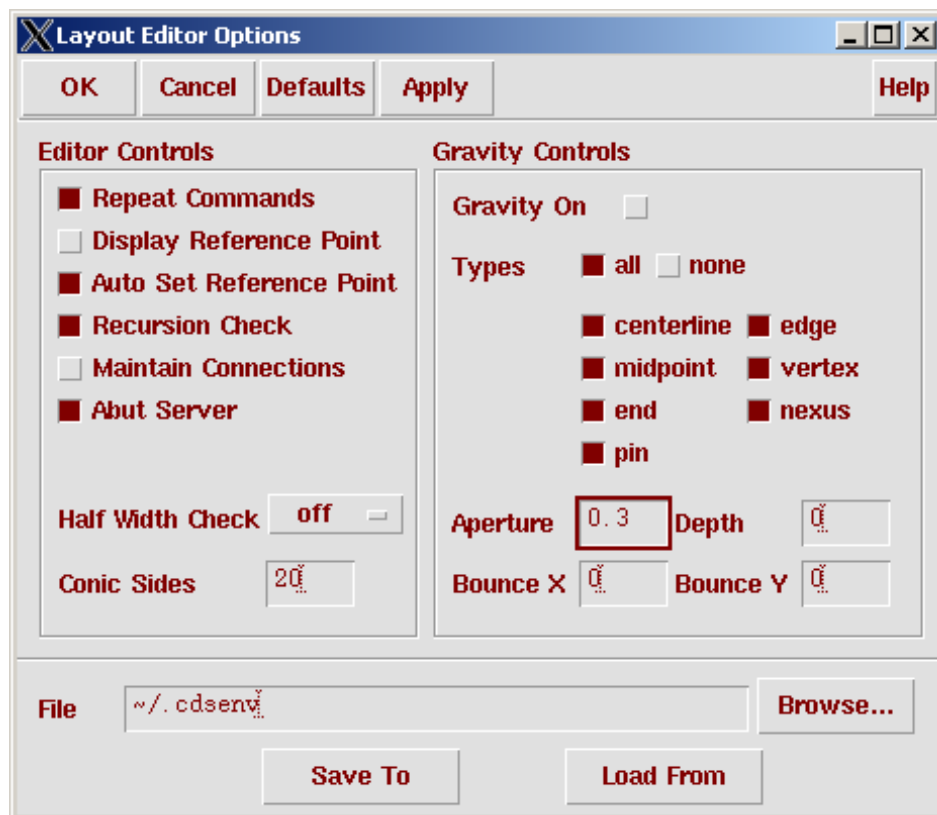 Layout Editor Options
OK Cancel Defaults Apply Help
Editor Controls
Repeat Commands
Display Reference Point
Auto Set Reference Point
Recursion Check
Maintain Connections
Abut Server
Half Width Check off
Conic Sides 20
Gravity Controls
Gravity On
Types all none
centerline edge
midpoint vertex
end nexus
pin
Aperture 0.3 Depth 0
Bounce X 0 Bounce Y 0
File ~/.cdsenv Browse...
Save To Load From